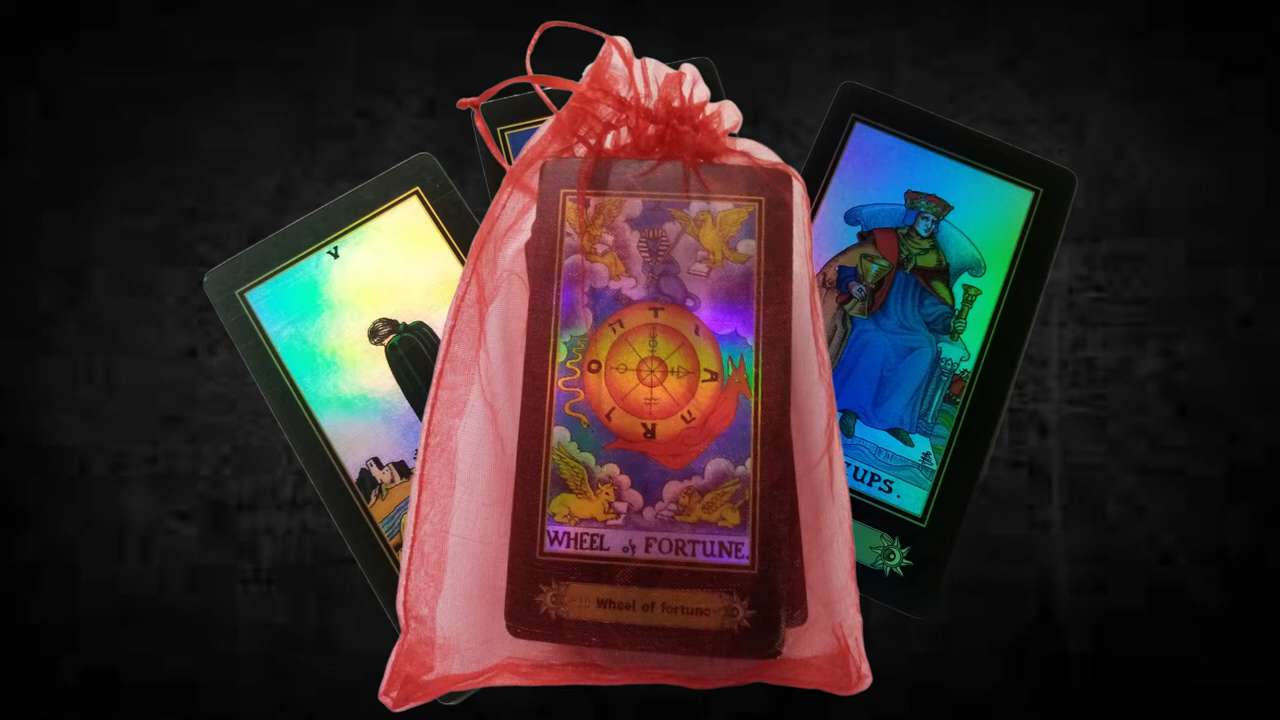 V
T
O A
R
WHEEL of FORTUNE.
Wheel of fortune
UPS.